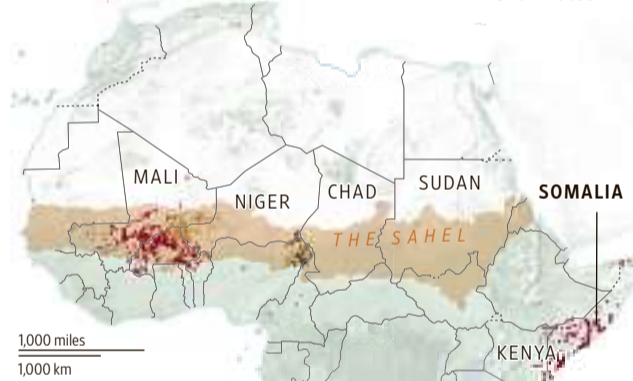 MALI
NIGER
CHAD
SUDAN
SOMALIA
THE SAHEL
KENYA
1,000 miles
1,000 km